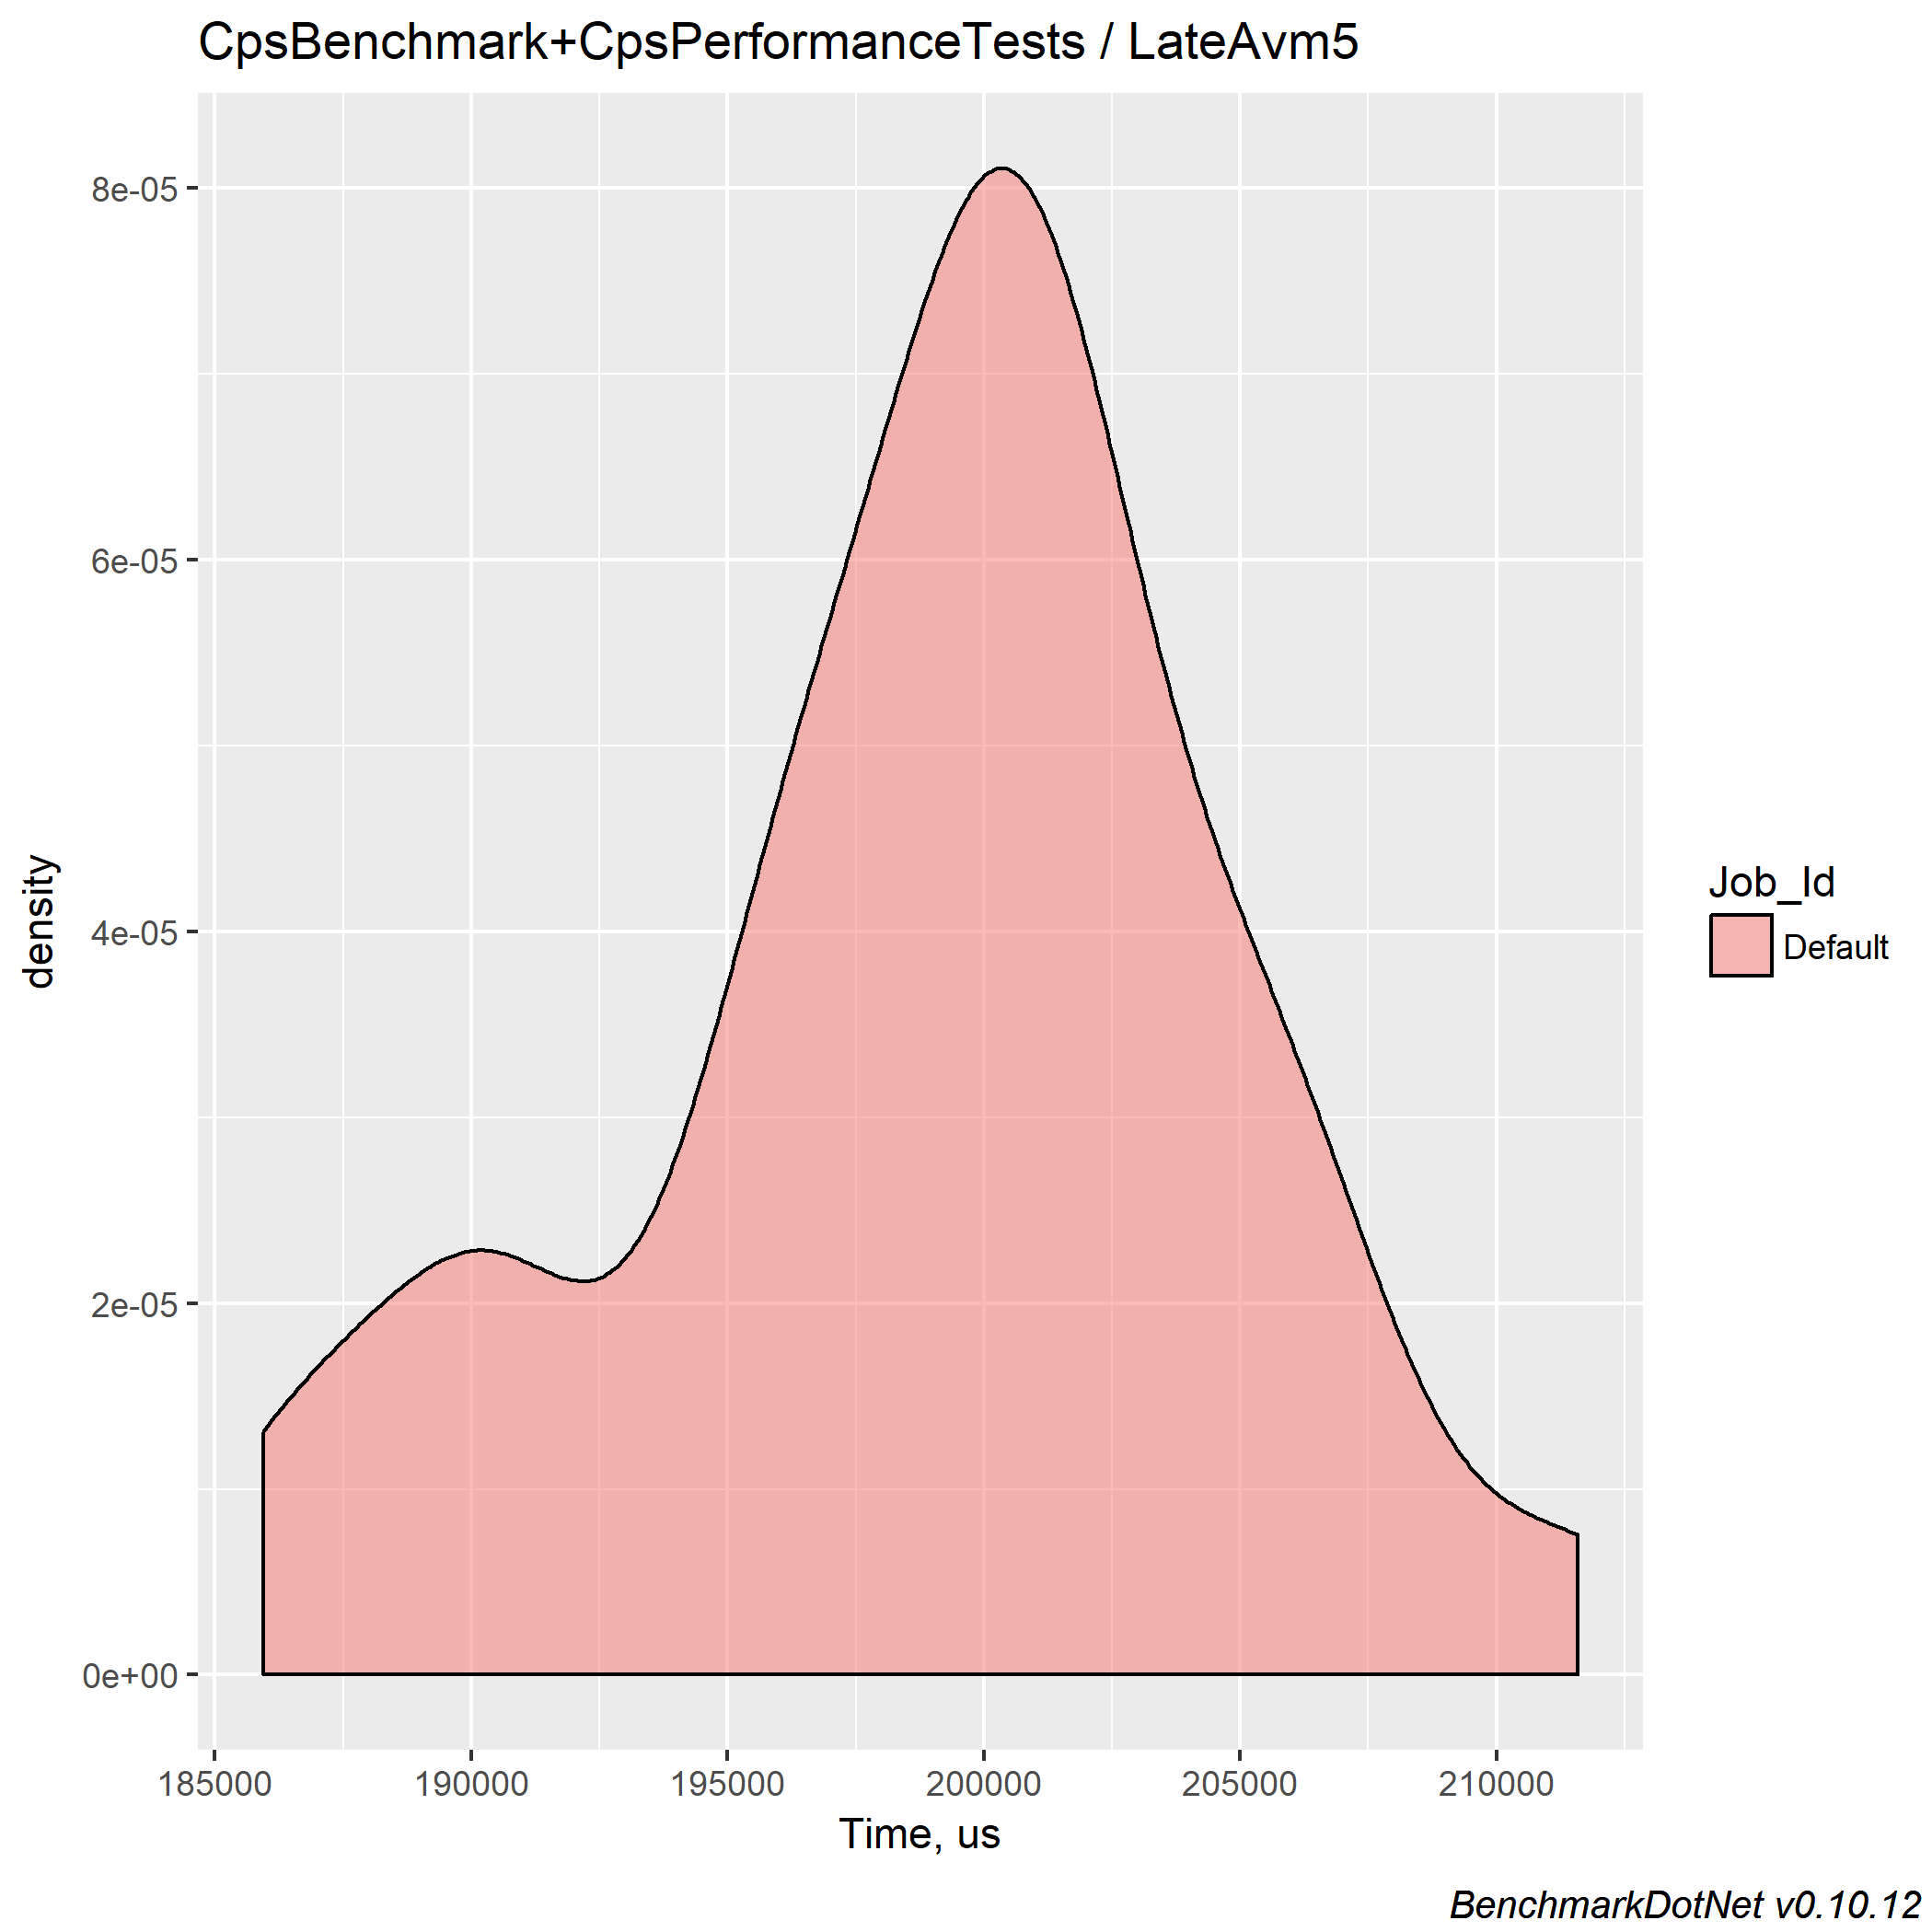 CpsBenchmark+CpsPerformanceTests / LateAvm5
8e-05
6e-05
4e-05
2e-05
0e+00
density
185000 190000 195000 200000 205000 210000
Time, us
Job_Id
Default
BenchmarkDotNet v0.10.12